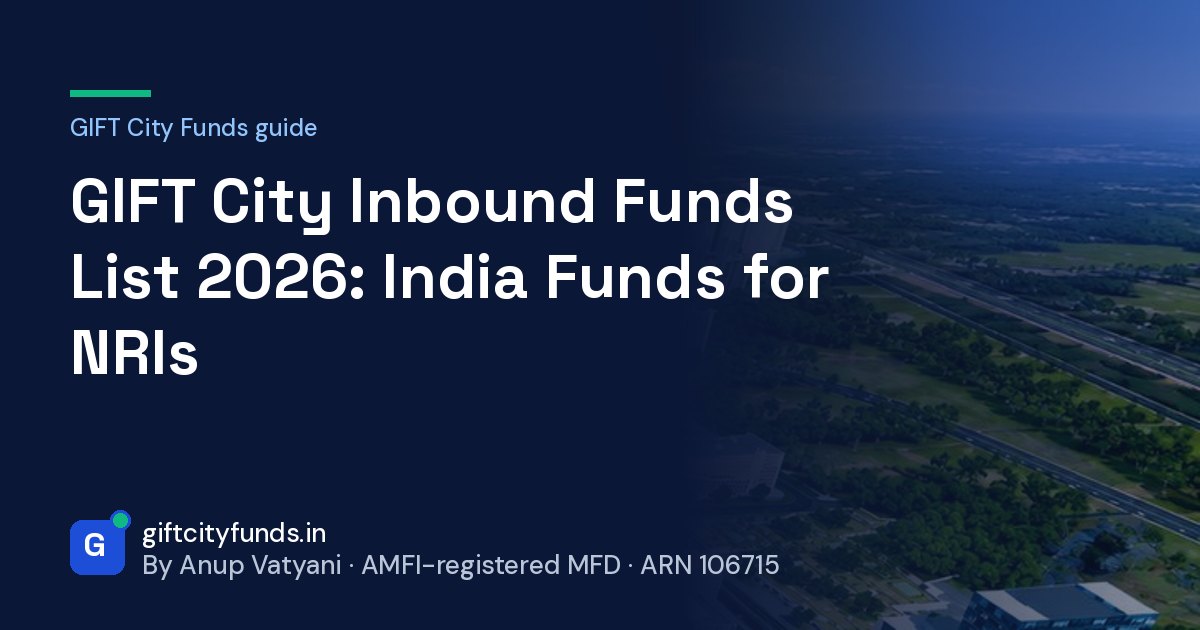 GIFT City Funds guide
GIFT City Inbound Funds
List 2026: India Funds for
NRIs
G
giftcityfunds.in
By Anup Vatyani · AMFI-registered MFD · ARN 106715